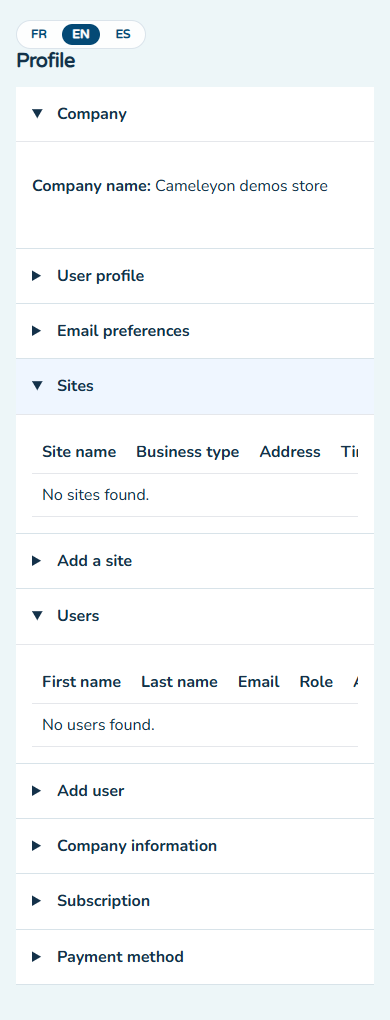 FR EN ES
Profile
Company
Company name: Cameleyon demos store
User profile
Email preferences
Sites
Site name Business type Address
No sites found.
Add a site
Users
First name Last name Email Role
No users found.
Add user
Company information
Subscription
Payment method